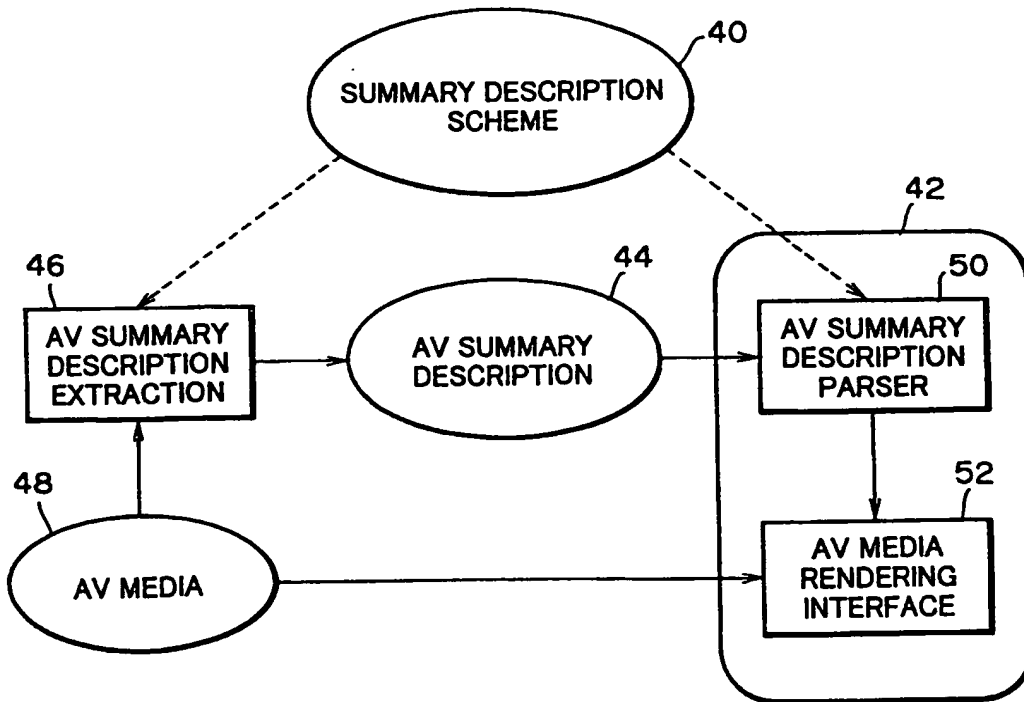 40
SUMMARY DESCRIPTION
SCHEME
42
46
44
50
AV SUMMARY
DESCRIPTION
EXTRACTION
AV SUMMARY
DESCRIPTION
AV SUMMARY
DESCRIPTION
PARSER
48
52
AV MEDIA
AV MEDIA
RENDERING
INTERFACE